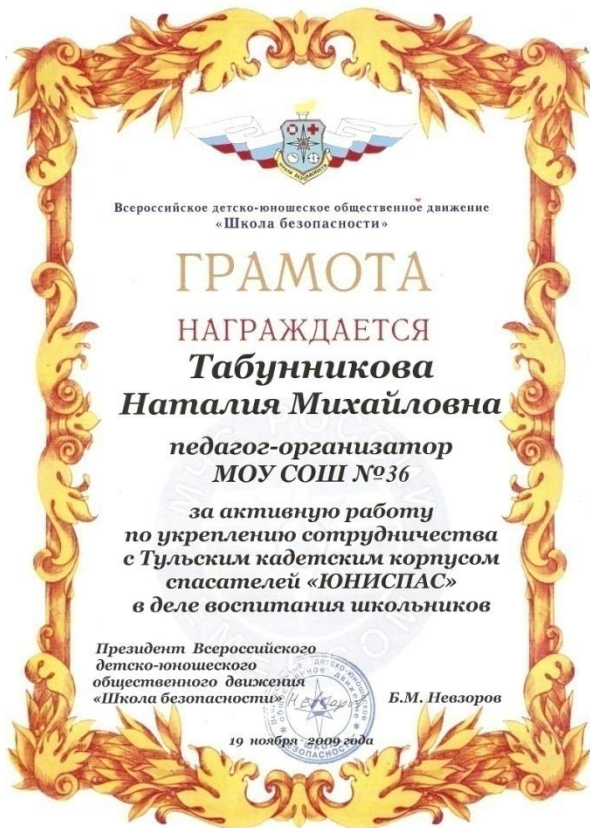 ШКОЛА БЕЗОПАСНОСТИ
Всероссийское детско-юношеское общественное движение
«Школа безопасности»
ГРАМОТА
НАГРАЖДАЕТСЯ
Табунникова
Наталия Михайловна
педагог-организатор
МОУ СОШ №36
за активную работу
по укреплению сотрудничества
с Тульским кадетским корпусом
спасателей «ЮНИСПАС»
в деле воспитания школьников
Президент Всероссийского
детско-юношеского
общественного движения
«Школа безопасности»
Б.М. Невзоров
19 ноября 2009 года